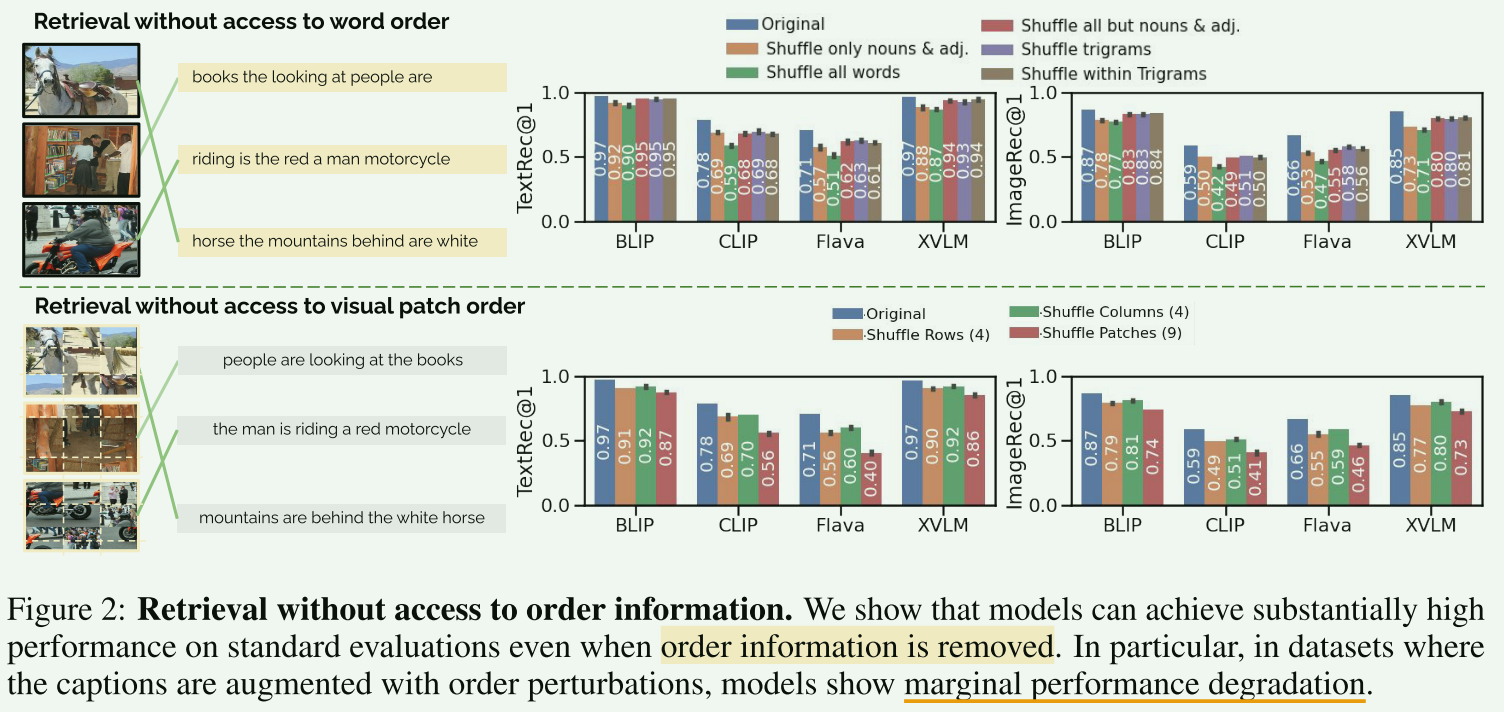 Retrieval without access to word order
books the looking at people are
riding is the red a man motorcycle
horse the mountains behind are white
Original
Shuffle only nouns & adj.
Shuffle all words
Shuffle all but nouns & adj.
Shuffle trigrams
Shuffle within Trigrams
TextRec@1
1.0
0.5
0.0
0.97 0.92 0.90 0.95 0.95 0.95
0.78 0.69 0.59 0.68 0.69 0.68
0.71 0.57 0.51 0.62 0.63 0.61
0.97 0.88 0.87 0.94 0.93 0.94
BLIP CLIP Flava XVLM
ImageRec@1
1.0
0.5
0.0
0.87 0.78 0.77 0.83 0.83 0.84
0.59 0.50 0.42 0.49 0.51 0.50
0.66 0.53 0.47 0.55 0.58 0.56
0.85 0.73 0.71 0.80 0.80 0.81
BLIP CLIP Flava XVLM
Retrieval without access to visual patch order
people are looking at the books
the man is riding a red motorcycle
mountains are behind the white horse
Original
Shuffle Rows (4)
Shuffle Columns (4)
Shuffle Patches (9)
TextRec@1
1.0
0.5
0.0
0.97 0.91 0.92 0.87
0.78 0.69 0.70 0.56
0.71 0.56 0.60 0.40
0.97 0.90 0.92 0.86
BLIP CLIP Flava XVLM
ImageRec@1
1.0
0.5
0.0
0.87 0.79 0.81 0.74
0.59 0.49 0.51 0.41
0.66 0.55 0.59 0.46
0.85 0.77 0.80 0.73
BLIP CLIP Flava XVLM
Figure 2: Retrieval without access to order information. We show that models can achieve substantially high
performance on standard evaluations even when order information is removed. In particular, in datasets where
the captions are augmented with order perturbations, models show marginal performance degradation.